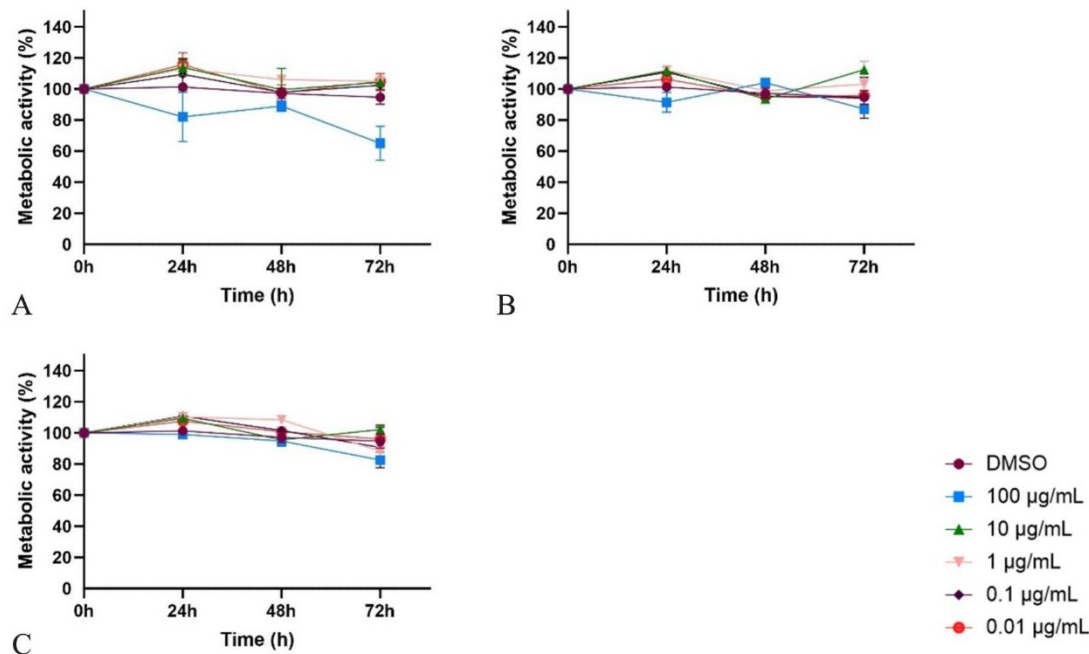 140
120
100
80
60
40
20
0
Metabolic activity (%)
0h 24h 48h 72h
Time (h)
A
140
120
100
80
60
40
20
0
Metabolic activity (%)
0h 24h 48h 72h
Time (h)
B
140
120
100
80
60
40
20
0
Metabolic activity (%)
0h 24h 48h 72h
Time (h)
C
DMSO
100 µg/mL
10 µg/mL
1 µg/mL
0.1 µg/mL
0.01 µg/mL